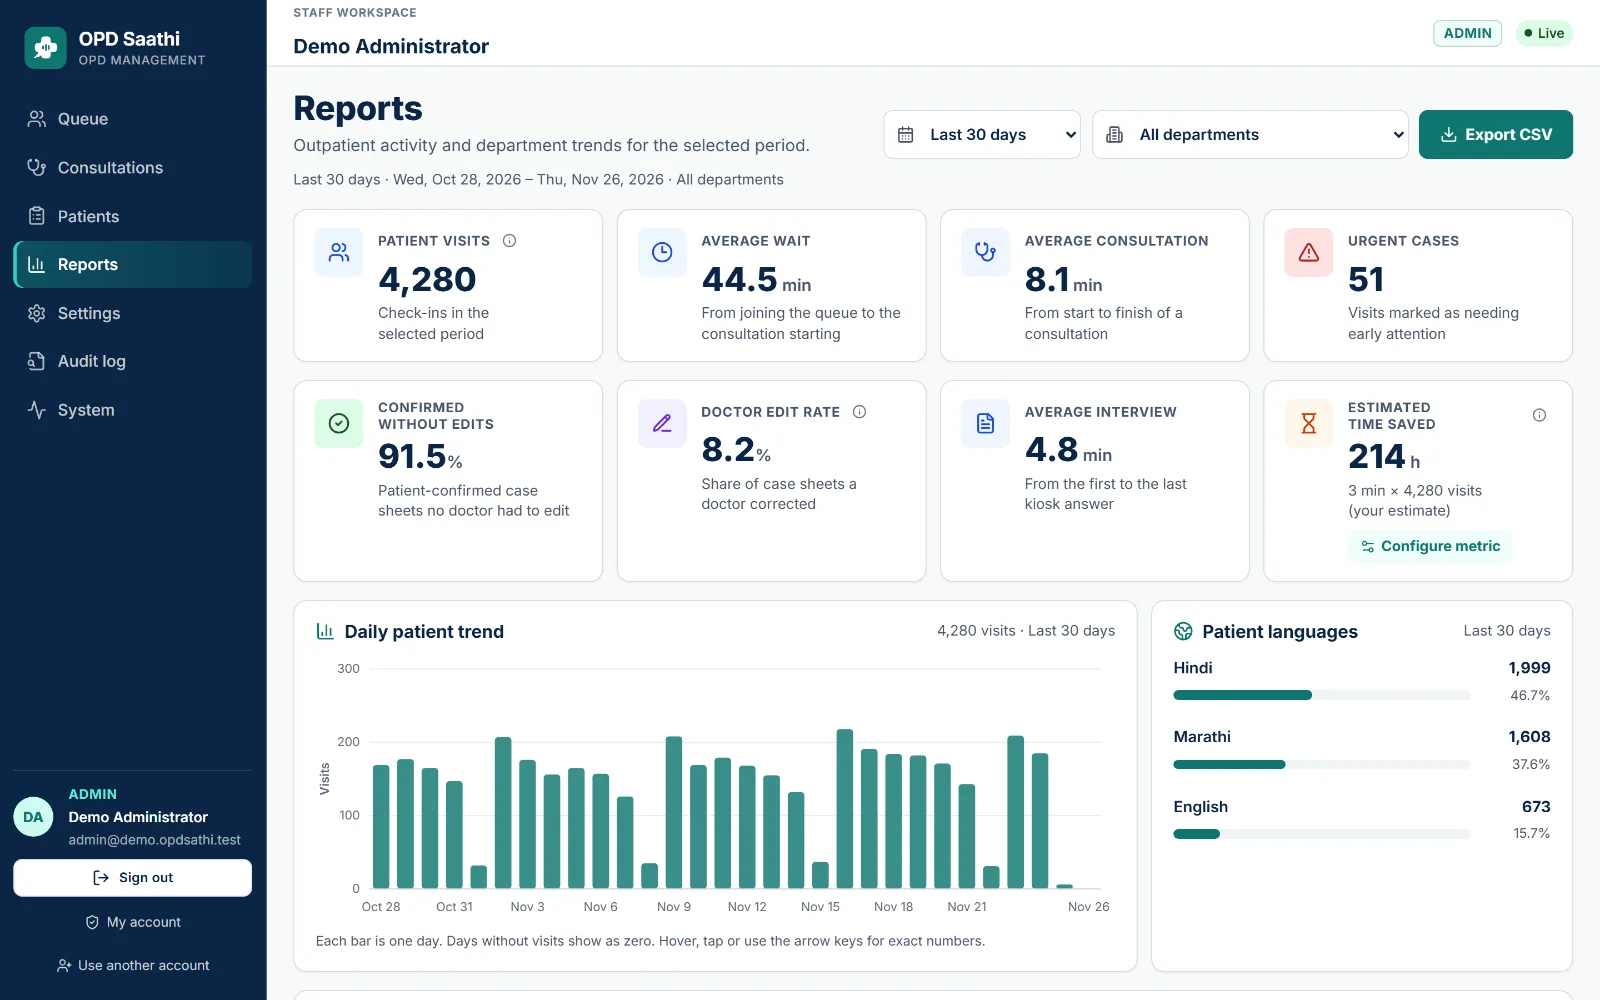 OPD Saathi
OPD MANAGEMENT
Queue
Consultations
Patients
Reports
Settings
Audit log
System
ADMIN
DA
Demo Administrator
admin@demo.opdsathi.test
Sign out
My account
Use another account
STAFF WORKSPACE
Demo Administrator
ADMIN
Live
Reports
Outpatient activity and department trends for the selected period.
Last 30 days · Wed, Oct 28, 2026 – Thu, Nov 26, 2026 · All departments
Last 30 days
All departments
Export CSV
PATIENT VISITS
4,280
Check-ins in the
selected period
AVERAGE WAIT
44.5 min
From joining the queue to the
consultation starting
AVERAGE CONSULTATION
8.1 min
From start to finish of a
consultation
URGENT CASES
51
Visits marked as needing
early attention
CONFIRMED
WITHOUT EDITS
91.5%
Patient-confirmed case
sheets no doctor had to edit
DOCTOR EDIT RATE
8.2%
Share of case sheets a
doctor corrected
AVERAGE INTERVIEW
4.8 min
From the first to the last
kiosk answer
ESTIMATED
TIME SAVED
214 h
3 min × 4,280 visits
(your estimate)
Configure metric
Daily patient trend
4,280 visits · Last 30 days
Visits
300
200
100
0
Oct 28
Oct 31
Nov 3
Nov 6
Nov 9
Nov 12
Nov 15
Nov 18
Nov 21
Nov 26
Each bar is one day. Days without visits show as zero. Hover, tap or use the arrow keys for exact numbers.
Patient languages
Last 30 days
Hindi
1,999
46.7%
Marathi
1,608
37.6%
English
673
15.7%